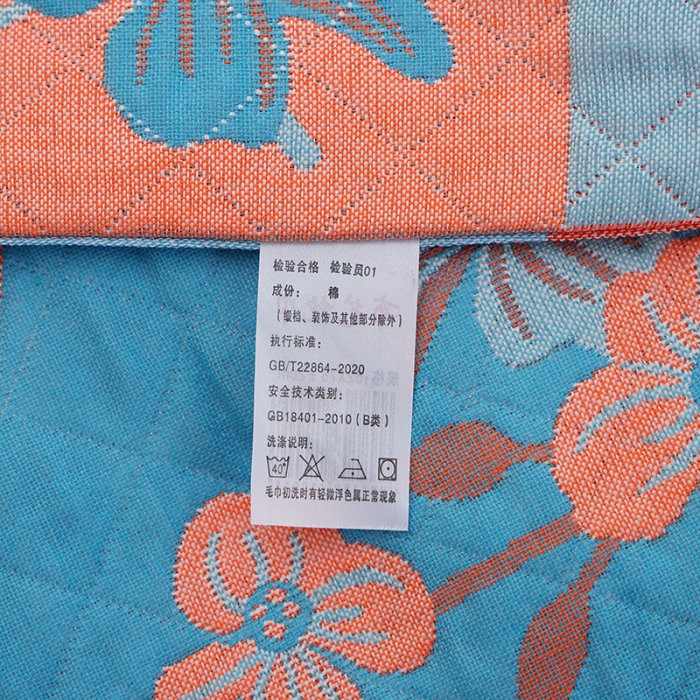 检验合格 检验员01
成份： 棉
（缎档、装饰及其他部分除外）
执行标准：
GB/T22864-2020
安全技术类别：
GB18401-2010（B类）
洗涤说明：
40°
毛巾初洗时有轻微浮色属正常现象